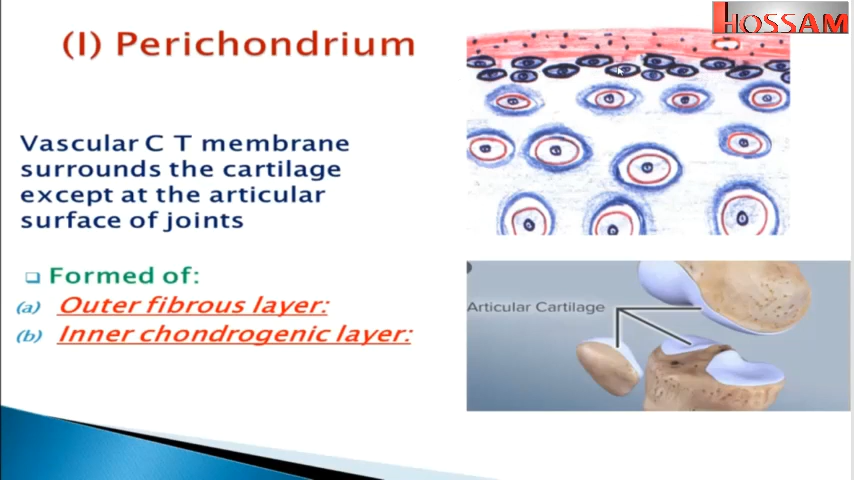 HOSSAM
(I) Perichondrium
Vascular C T membrane
surrounds the cartilage
except at the articular
surface of joints
❑ Formed of:
(a) Outer fibrous layer:
(b) Inner chondrogenic layer:
Articular Cartilage